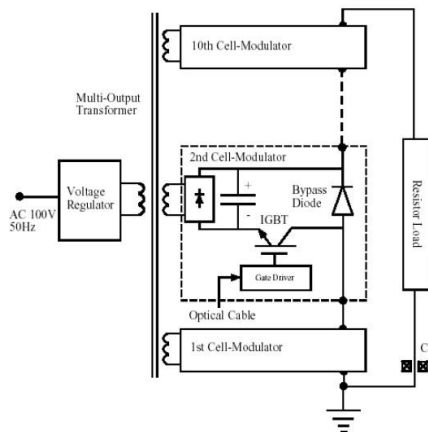 10th Cell-Modulator
Multi-Output
Transformer
2nd Cell-Modulator
+
-
Bypass
Diode
IGBT
Voltage
Regulator
AC 100V
50Hz
Gate Driver
Optical Cable
1st Cell-Modulator
Resistor Load
C